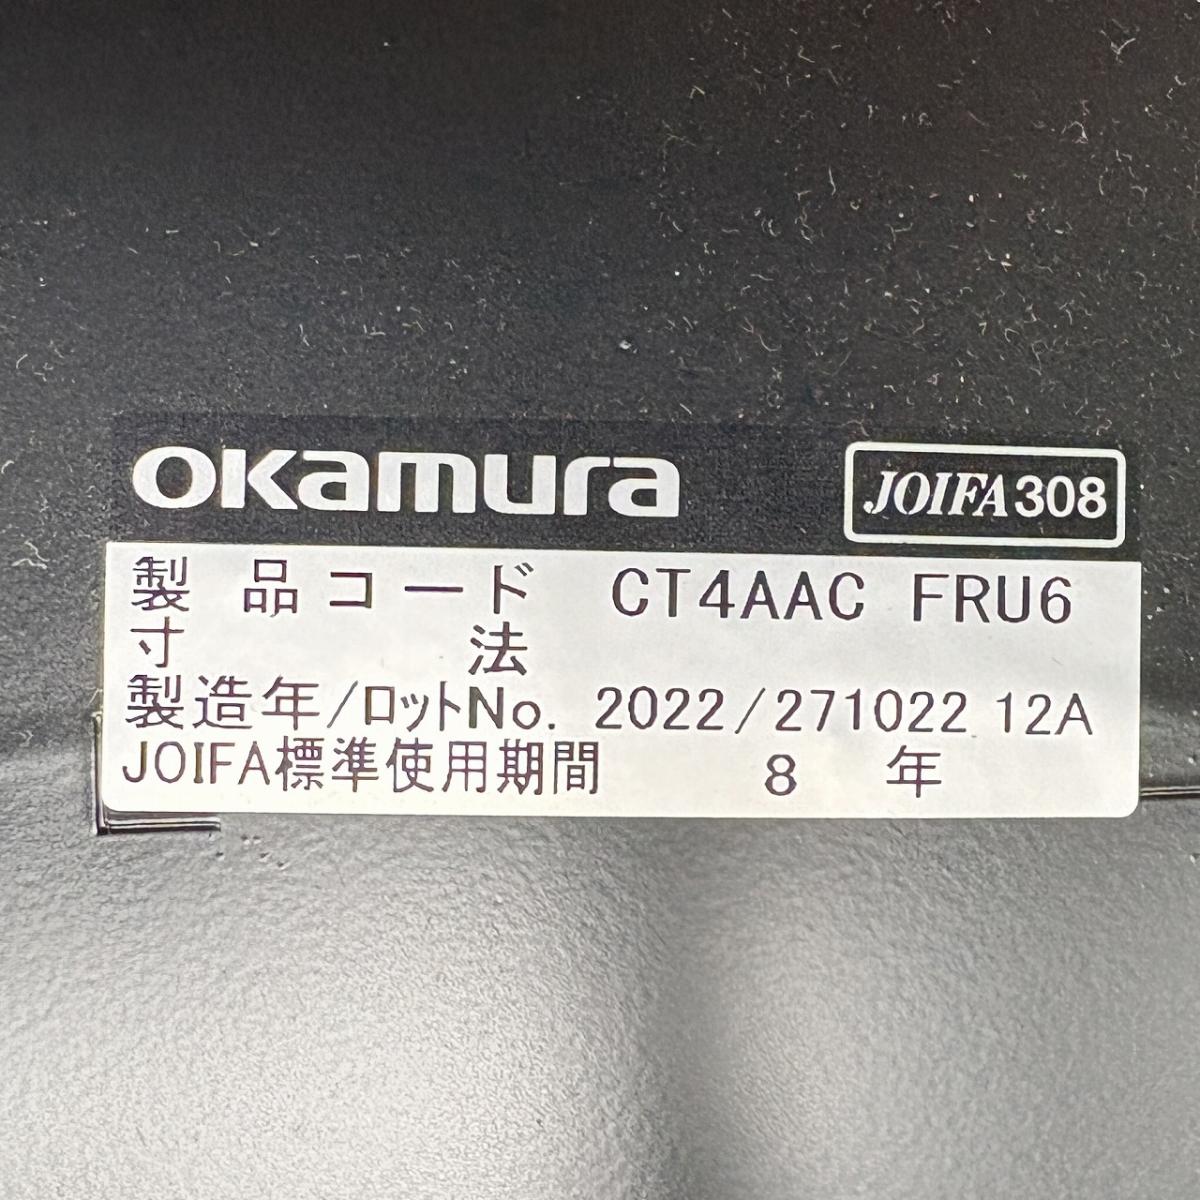 okamura
JOIFA308
製品コード CT4AAC FRU6
寸法
製造年/ロットNo. 2022/271022 12A
JOIFA標準使用期間 8 年